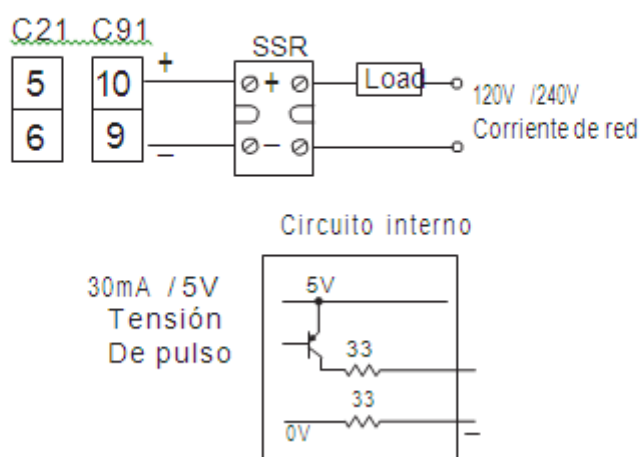 C21 C91
SSR
+
5 10 + Load
120V /240V
6 9 –
Corriente de red
–
Circuito interno
30mA / 5V
Tensión
De pulso
5V
33
33
0V
–